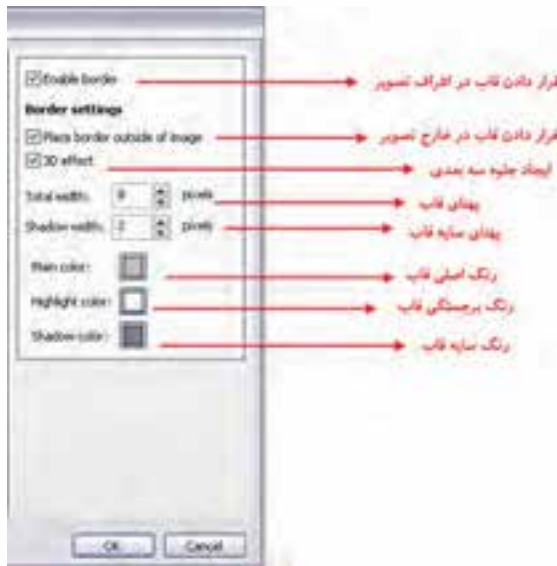 Enable border
قرار دادن قاب در اطراف تصویر
Border settings
Place border outside of image
قرار دادن قاب در خارج تصویر
3D effect
ایجاد جلوه سه بعدی
Total width: 8 pixels
پهنای قاب
Shadow width: 2 pixels
پهنای سایه قاب
Main color:
رنگ اصلی قاب
Highlight color:
رنگ برجستگی قاب
Shadow color:
رنگ سایه قاب
OK Cancel